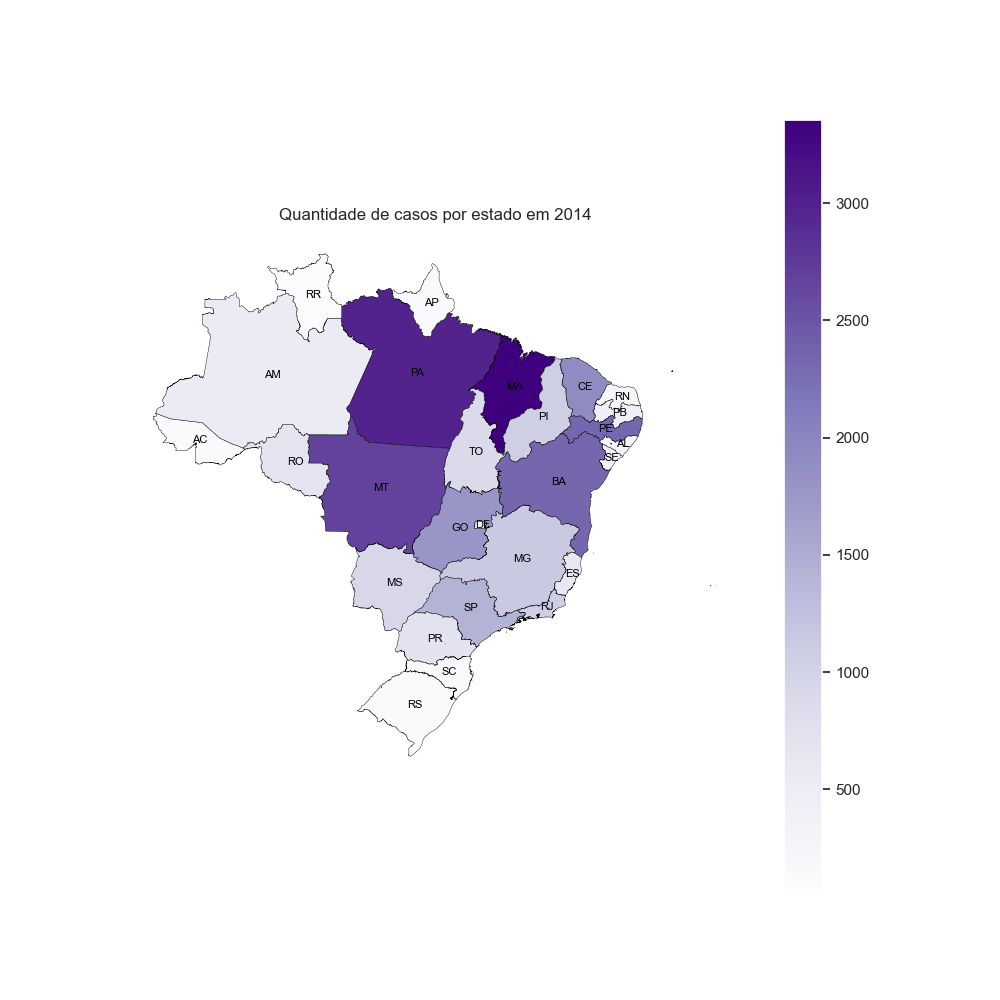 Quantidade de casos por estado em 2014
RR
AP
AM
PA
MA
CE
RN
PB
PI
PE
AL
AC
TO
SE
RO
BA
MT
GO
DF
MG
ES
MS
RJ
SP
PR
SC
RS
3000
2500
2000
1500
1000
500